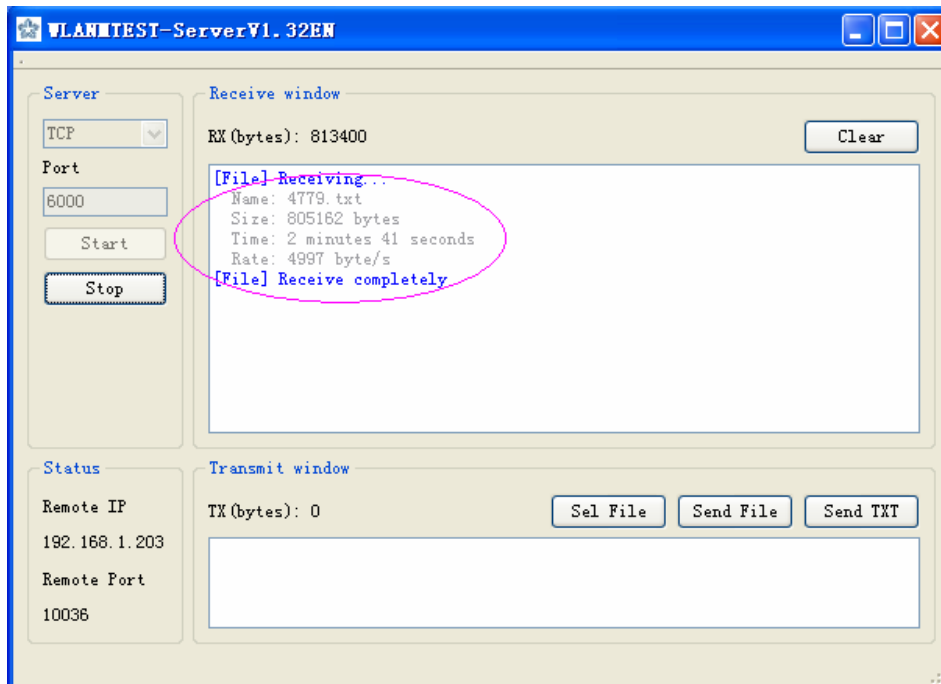 WLANMTEST-ServerV1.32EN
Server
TCP
Port
6000
Start
Stop
Receive window
RX(bytes): 813400
Clear
[File] Receiving...
Name: 4779.txt
Size: 805162 bytes
Time: 2 minutes 41 seconds
Rate: 4997 byte/s
[File] Receive completely
Status
Remote IP
192.168.1.203
Remote Port
10036
Transmit window
TX(bytes): 0
Sel File
Send File
Send TXT